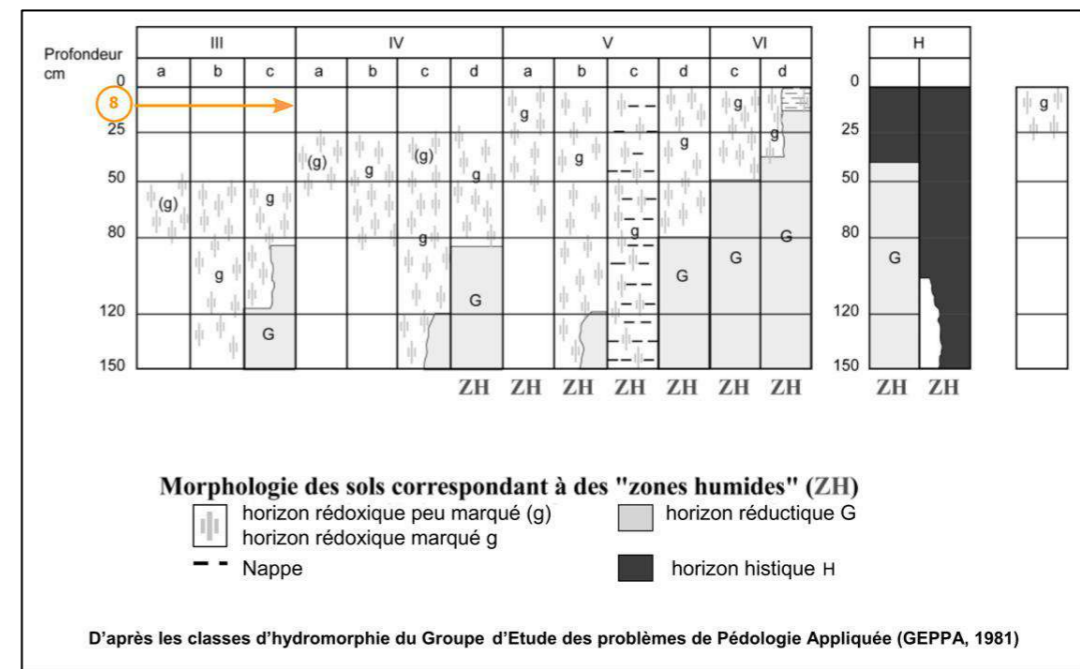 III IV V VI H
Profondeur
cm
a b c a b c d a b c d c d
0 0
8
25 25
50 50
80 80
120 120
150 150
g g g
(g) (g) g g g g
(g) g g g g
g g g G G G
G G
ZH ZH ZH ZH ZH ZH ZH ZH ZH
Morphologie des sols correspondant à des "zones humides" (ZH)
horizon rédoxique peu marqué (g) horizon réductique G
horizon rédoxique marqué g
Nappe horizon histique H
D'après les classes d'hydromorphie du Groupe d'Etude des problèmes de Pédologie Appliquée (GEPPA, 1981)